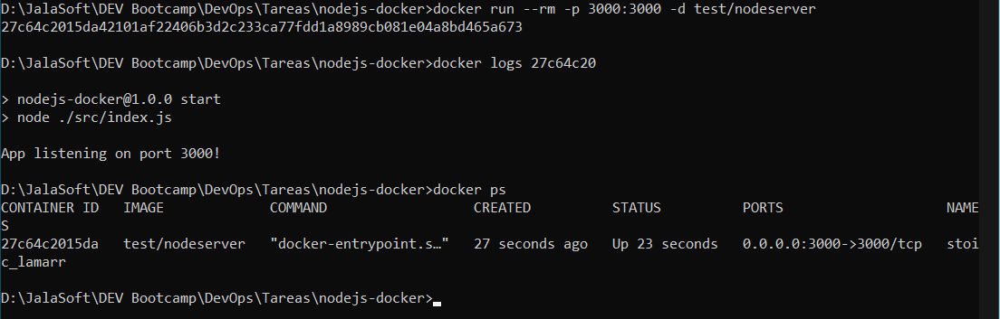 D:\JalaSoft\DEV Bootcamp\DevOps\Tareas\nodejs-docker>docker run --rm -p 3000:3000 -d test/nodeserver
27c64c2015da42101af22406b3d2c233ca77fdd1a8989cb081e04a8bd465a673
D:\JalaSoft\DEV Bootcamp\DevOps\Tareas\nodejs-docker>docker logs 27c64c20
> nodejs-docker@1.0.0 start
> node ./src/index.js
App listening on port 3000!
D:\JalaSoft\DEV Bootcamp\DevOps\Tareas\nodejs-docker>docker ps
CONTAINER ID   IMAGE             COMMAND                  CREATED          STATUS          PORTS                    NAME
S
27c64c2015da   test/nodeserver   "docker-entrypoint.s…"   27 seconds ago   Up 23 seconds   0.0.0.0:3000->3000/tcp   stoi
c_lamarr
D:\JalaSoft\DEV Bootcamp\DevOps\Tareas\nodejs-docker>